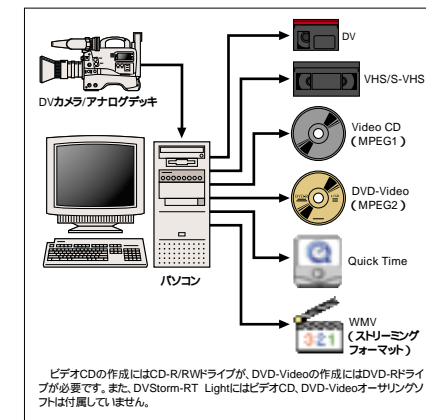 DV
DVカメラ/アナログデッキ
VHS/S-VHS
Video CD
(MPEG1)
DVD-Video
(MPEG2)
Quick Time
パソコン
WMV
(ストリーミング
フォーマット)
ビデオCDの作成にはCD-R/RWドライブが、DVD-Videoの作成にはDVD-Rドライ
ブが必要です。また、DVStorm-RT LightにはビデオCD、DVD-Videoオーサリングソ
フトは付属していません。